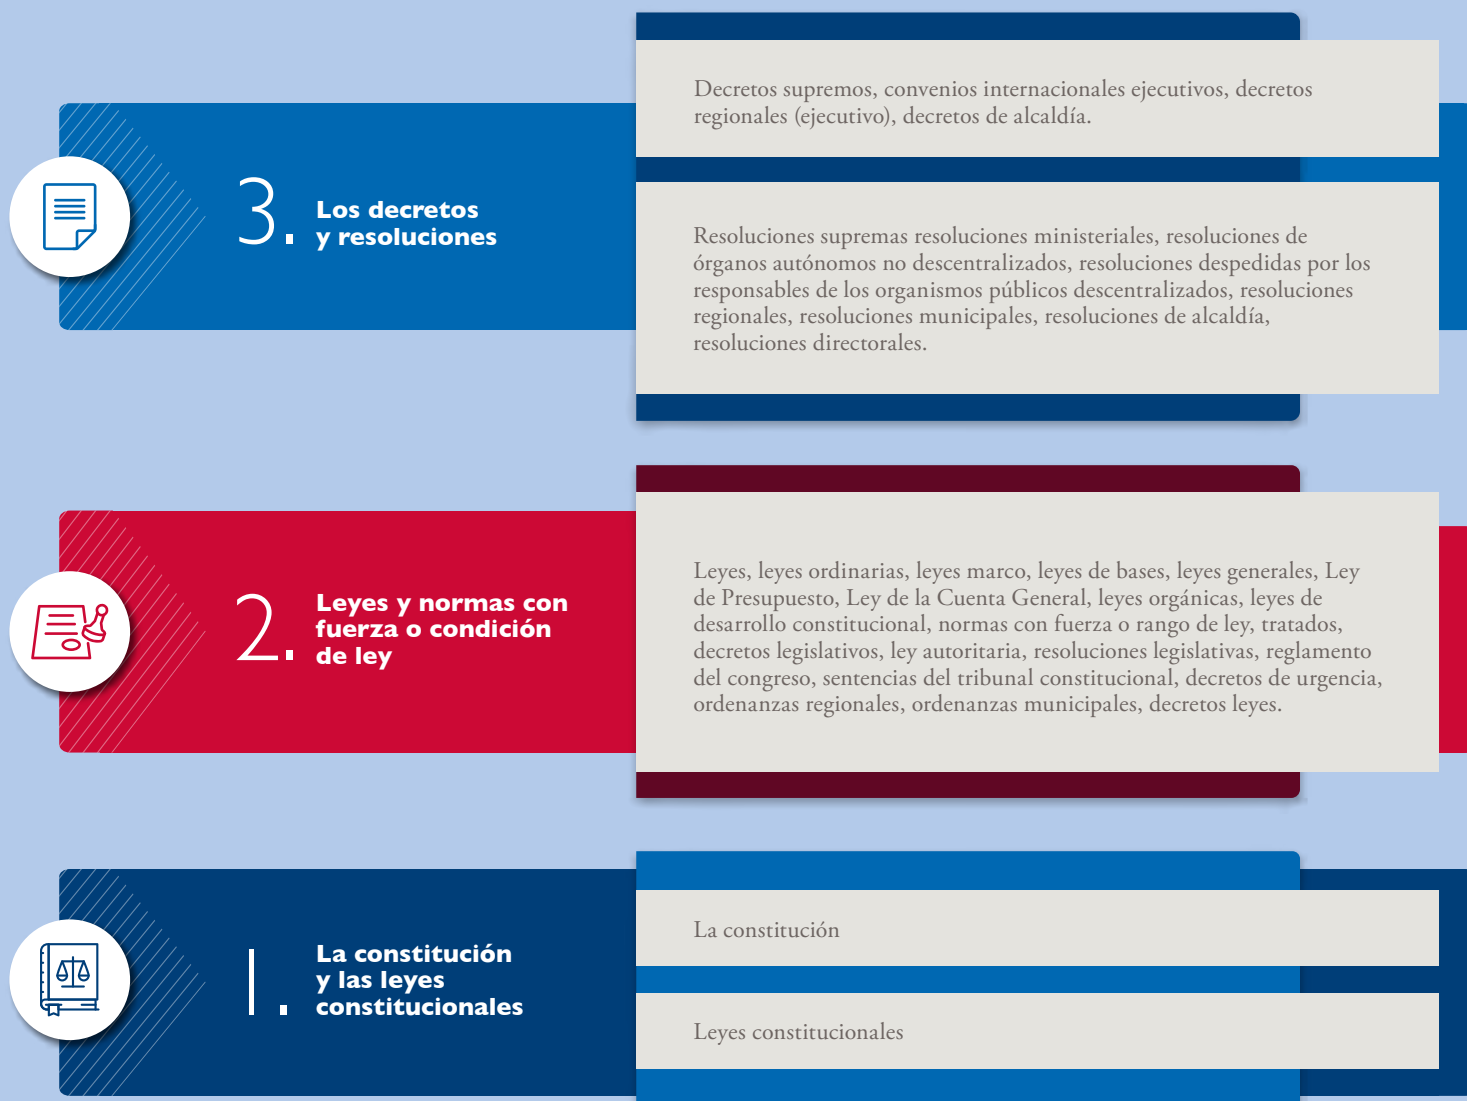 Decretos supremos, convenios internacionales ejecutivos, decretos
regionales (ejecutivo), decretos de alcaldía.
3. Los decretos
y resoluciones
Resoluciones supremas resoluciones ministeriales, resoluciones de
órganos autónomos no descentralizados, resoluciones despedidas por los
responsables de los organismos públicos descentralizados, resoluciones
regionales, resoluciones municipales, resoluciones de alcaldía,
resoluciones directorales.
2. Leyes y normas con
fuerza o condición
de ley
Leyes, leyes ordinarias, leyes marco, leyes de bases, leyes generales, Ley
de Presupuesto, Ley de la Cuenta General, leyes orgánicas, leyes de
desarrollo constitucional, normas con fuerza o rango de ley, tratados,
decretos legislativos, ley autoritaria, resoluciones legislativas, reglamento
del congreso, sentencias del tribunal constitucional, decretos de urgencia,
ordenanzas regionales, ordenanzas municipales, decretos leyes.
1. La constitución
y las leyes
constitucionales
La constitución
Leyes constitucionales